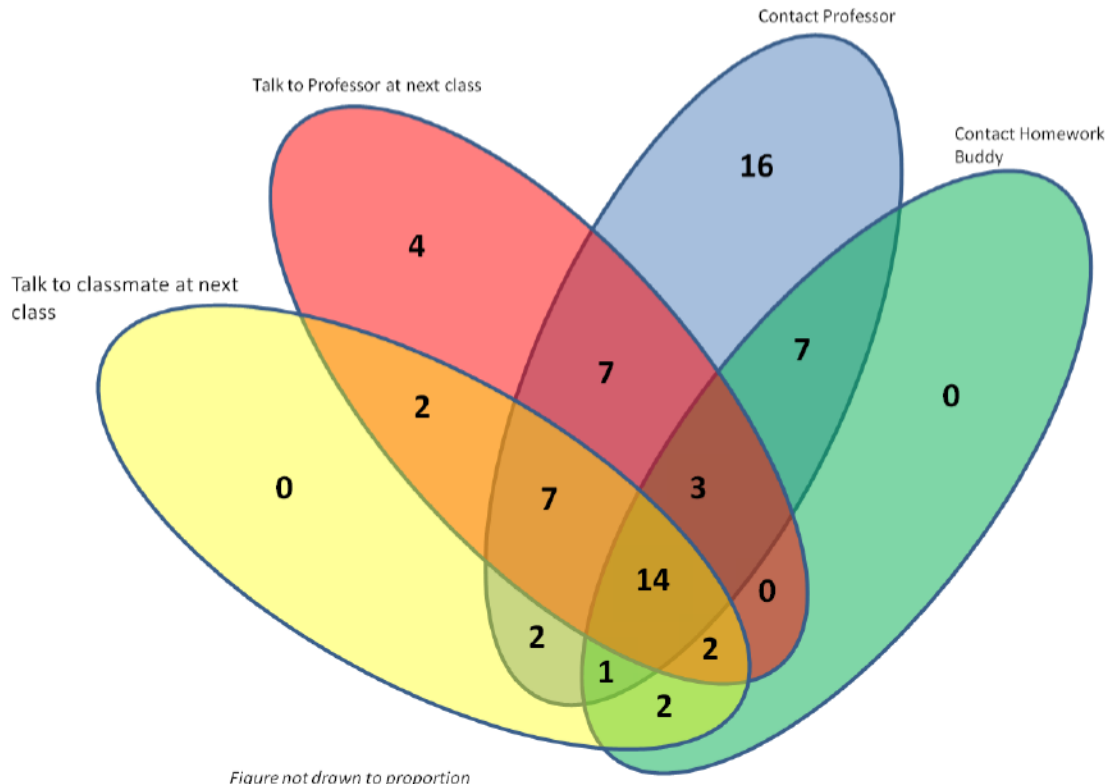 Contact Professor
Talk to Professor at next class
Contact Homework
Buddy
16
4
Talk to classmate at next
class
7
7
0
2
0
7
3
14
0
2
1
2
2
Figure not drawn to proportion